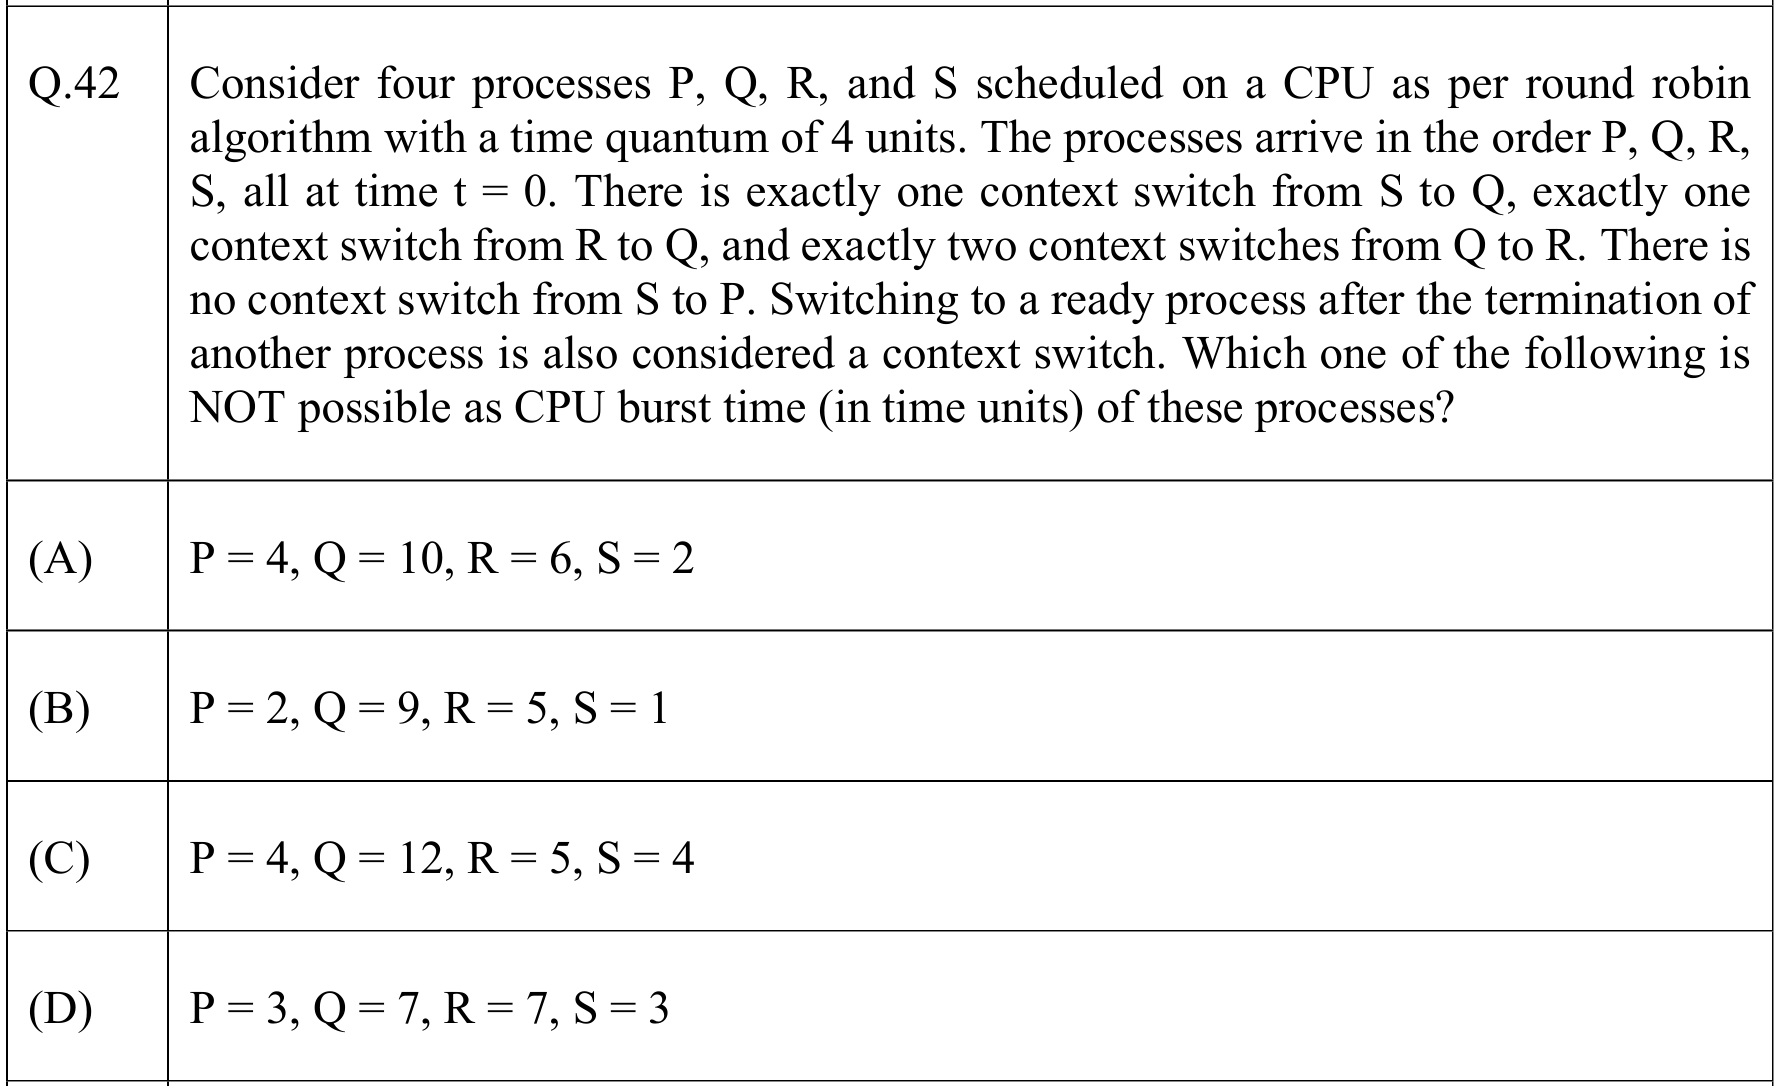 Q.42
Consider four processes P, Q, R, and S scheduled on a CPU as per round robin
algorithm with a time quantum of 4 units. The processes arrive in the order P, Q, R,
S, all at time t = 0. There is exactly one context switch from S to Q, exactly one
context switch from R to Q, and exactly two context switches from Q to R. There is
no context switch from S to P. Switching to a ready process after the termination of
another process is also considered a context switch. Which one of the following is
NOT possible as CPU burst time (in time units) of these processes?
(A) P = 4, Q = 10, R = 6, S = 2
(B) P = 2, Q = 9, R = 5, S = 1
(C) P = 4, Q = 12, R = 5, S = 4
(D) P = 3, Q = 7, R = 7, S = 3